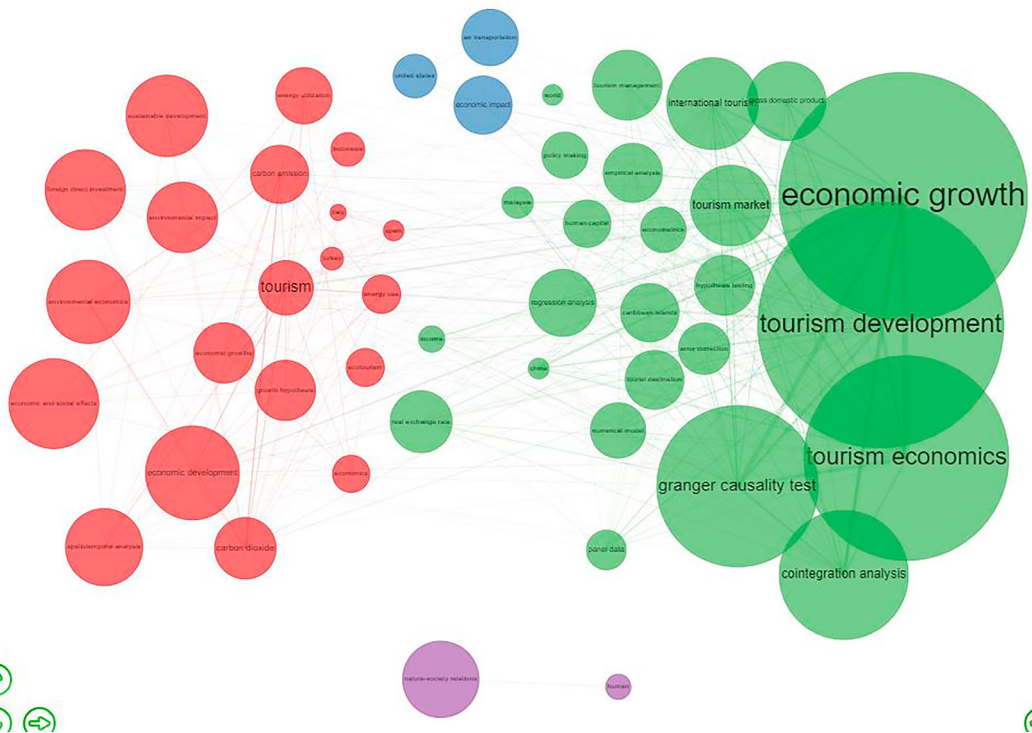 air transportation
united states
economic impact
world
tourism management
international touris
gross domestic product
energy utilization
sustainable development
indonesia
carbon emission
foreign direct investment
environmental impact
italy
spain
turkey
tourism
energy use
environmental economics
economic growths
ecotourism
growth hypothesis
economic and social effects
economic development
economics
spatiotemporal analysis
carbon dioxide
policy making
empirical analysis
malaysia
human capital
econometrics
tourism market
economic growth
hypothesis testing
regression analysis
caribbean islands
tourism development
income
error correction
china
tourist destination
real exchange rate
numerical model
tourism economics
granger causality test
panel data
cointegration analysis
nature-society relations
human